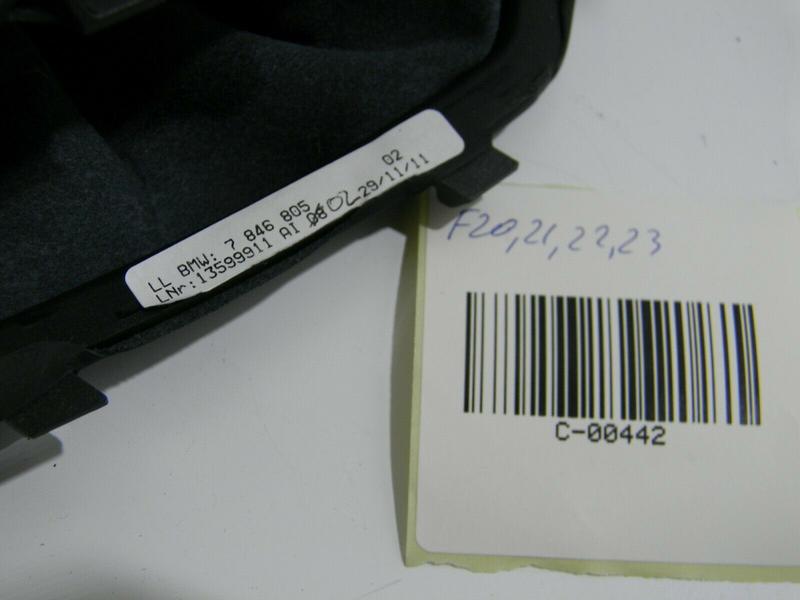 02
LL BMW: 7 846 805
LNr:13599911 AI 08 02 29/11/11
F20,21,22,23
C-00442